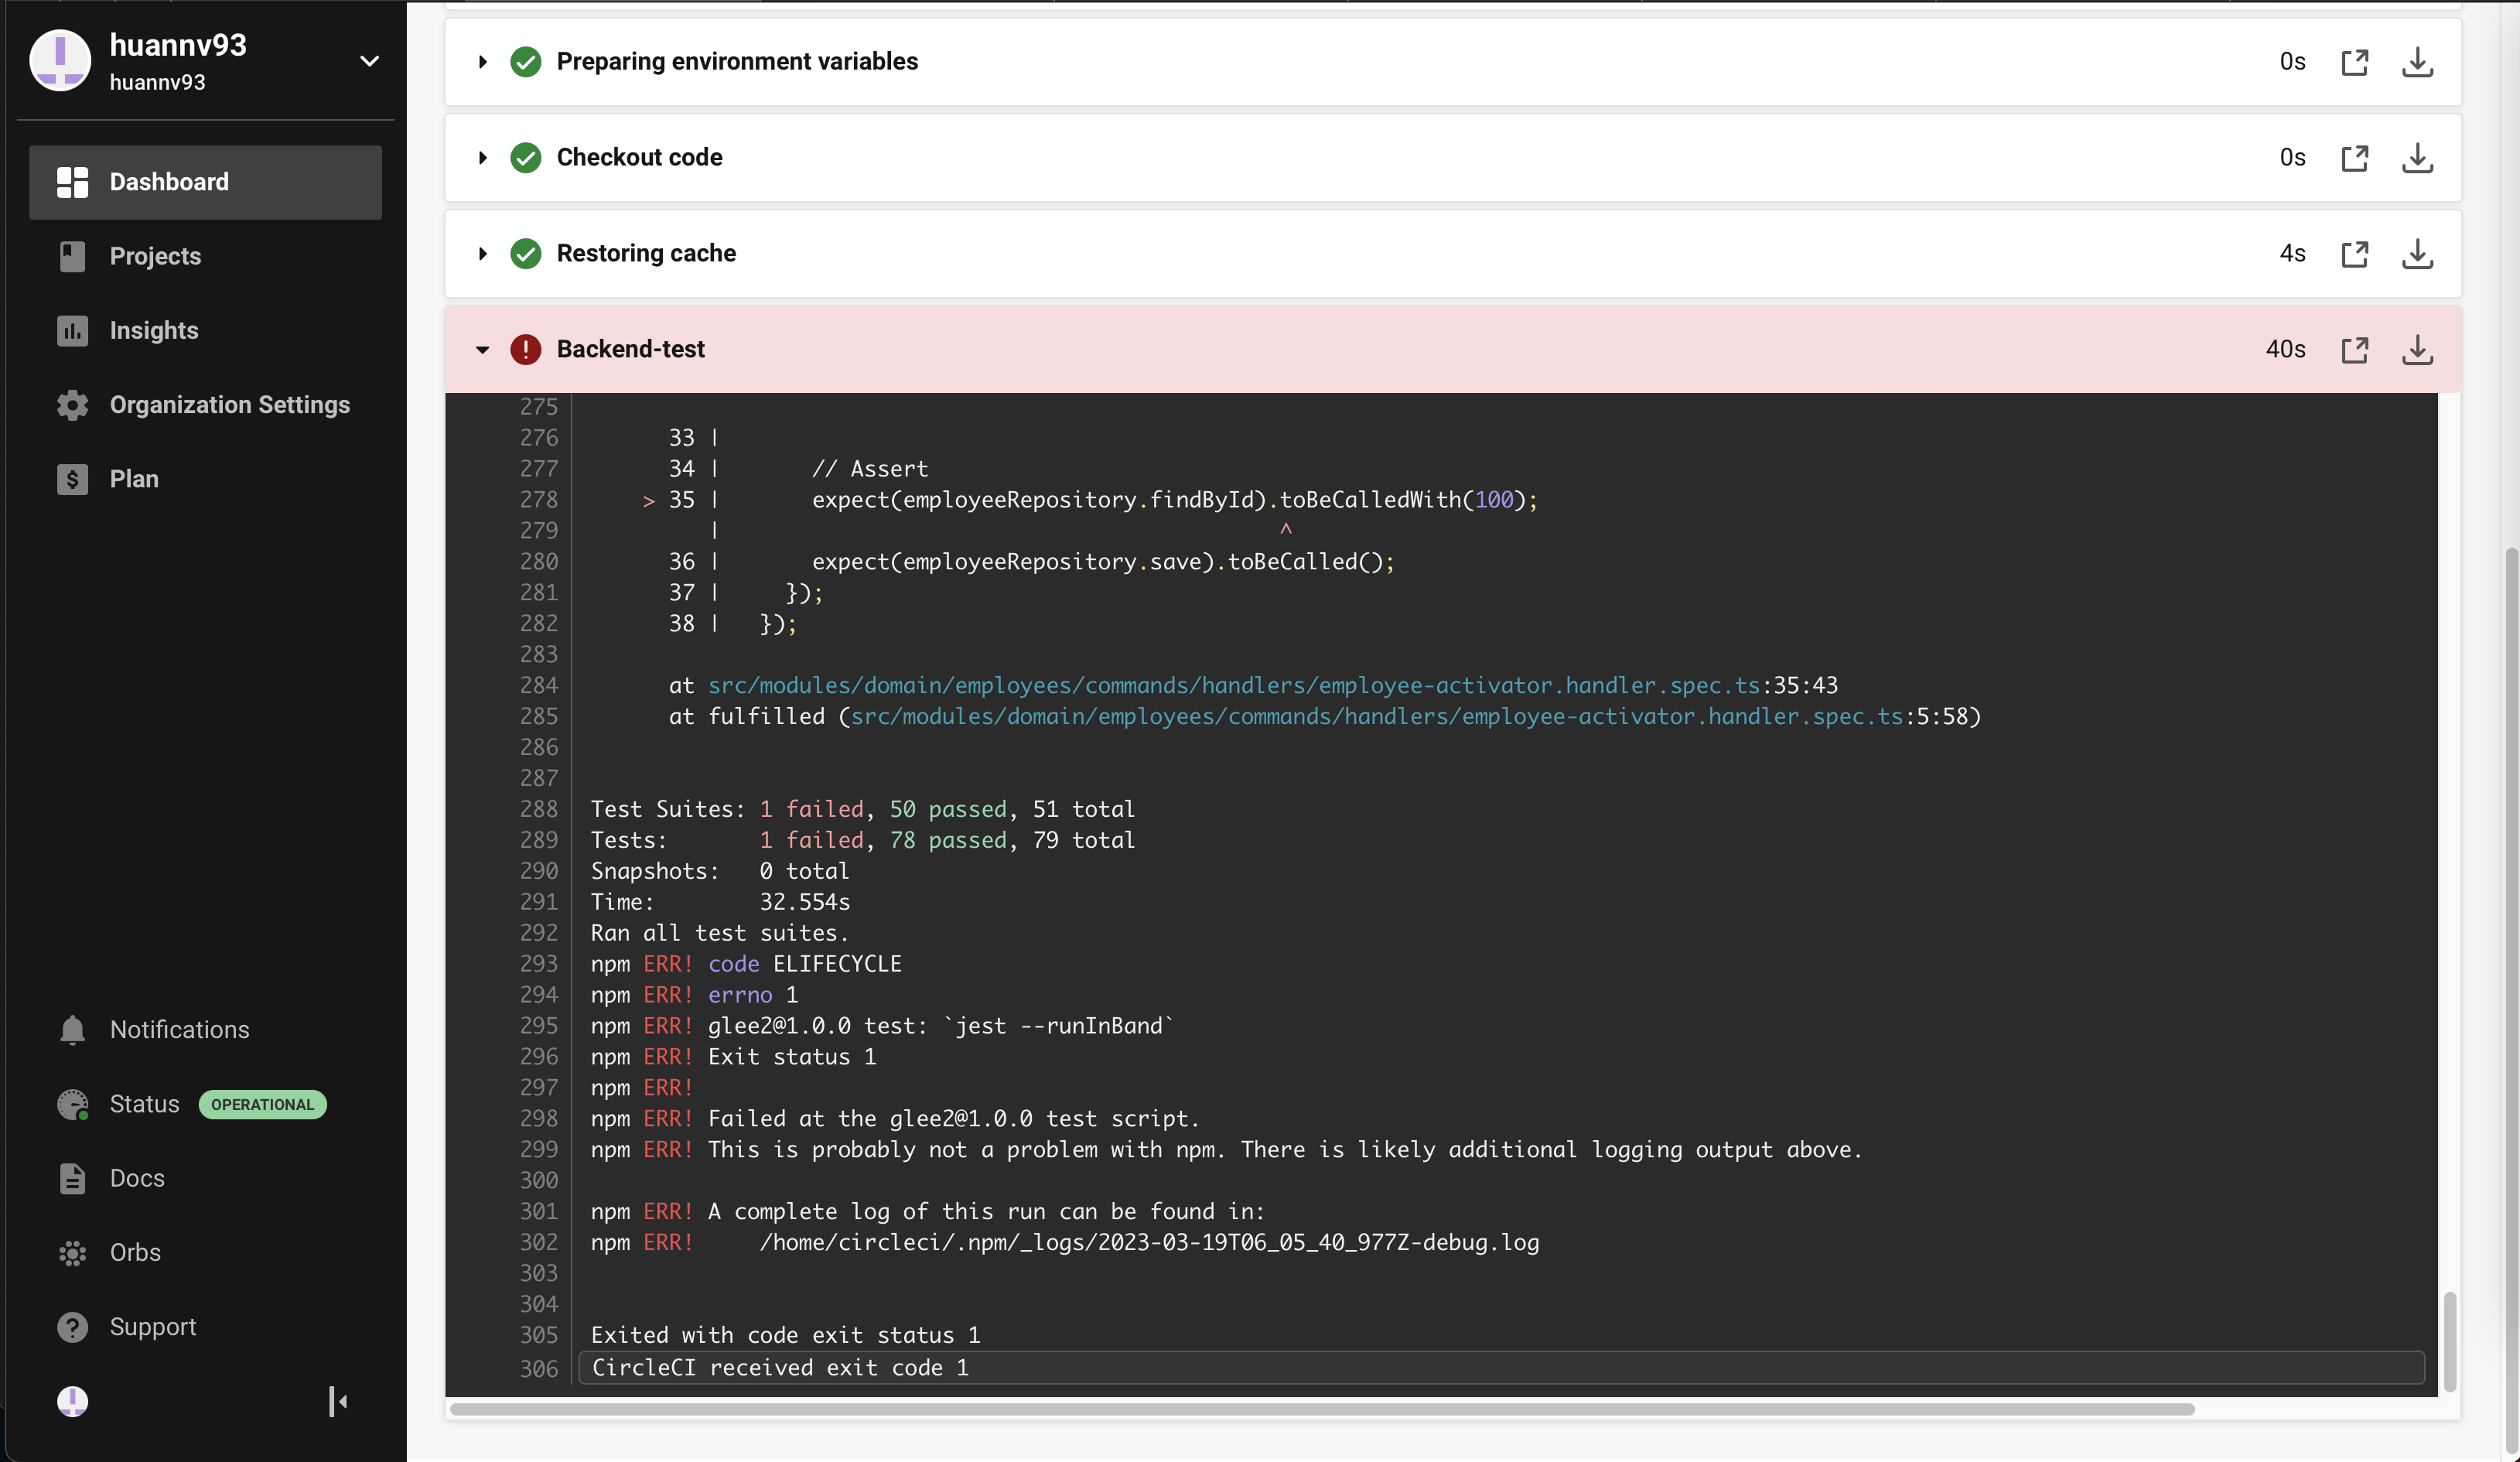 huannv93
huannv93
Dashboard
Projects
Insights
Organization Settings
Plan
Notifications
Status OPERATIONAL
Docs
Orbs
Support
Preparing environment variables 0s
Checkout code 0s
Restoring cache 4s
Backend-test 40s
275
276 33 |
277 34 | // Assert
278 > 35 | expect(employeeRepository.findById).toBeCalledWith(100);
279 | ^
280 36 | expect(employeeRepository.save).toBeCalled();
281 37 | });
282 38 | });
283
284 at src/modules/domain/employees/commands/handlers/employee-activator.handler.spec.ts:35:43
285 at fulfilled (src/modules/domain/employees/commands/handlers/employee-activator.handler.spec.ts:5:58)
286
287
288 Test Suites: 1 failed, 50 passed, 51 total
289 Tests: 1 failed, 78 passed, 79 total
290 Snapshots: 0 total
291 Time: 32.554s
292 Ran all test suites.
293 npm ERR! code ELIFECYCLE
294 npm ERR! errno 1
295 npm ERR! glee2@1.0.0 test: `jest --runInBand`
296 npm ERR! Exit status 1
297 npm ERR!
298 npm ERR! Failed at the glee2@1.0.0 test script.
299 npm ERR! This is probably not a problem with npm. There is likely additional logging output above.
300
301 npm ERR! A complete log of this run can be found in:
302 npm ERR! /home/circleci/.npm/_logs/2023-03-19T06_05_40_977Z-debug.log
303
304
305 Exited with code exit status 1
306 CircleCI received exit code 1